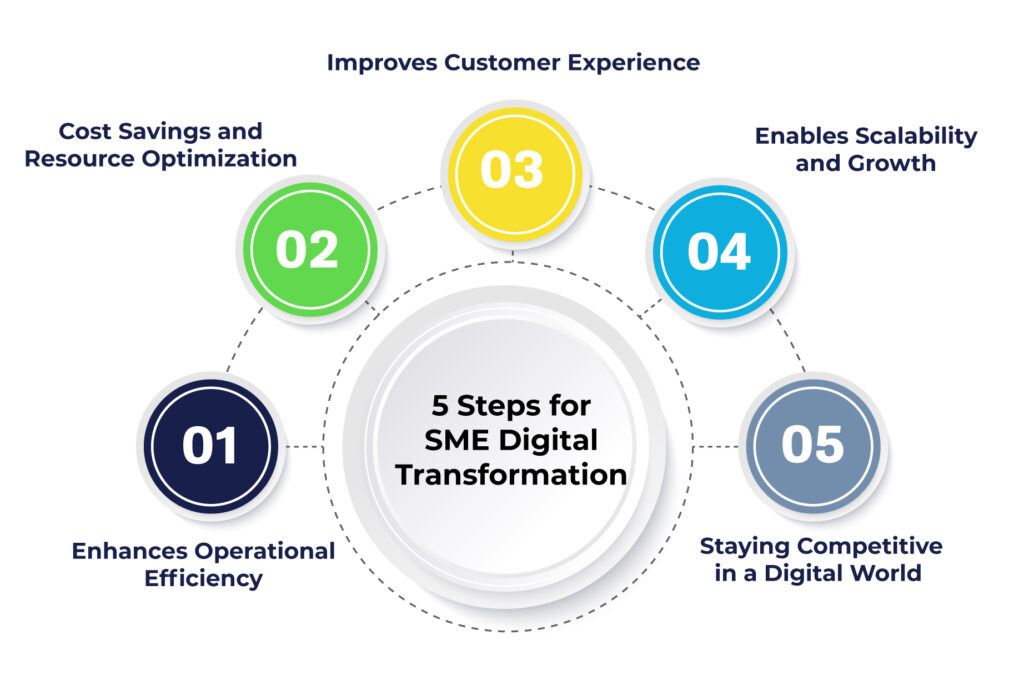 Improves Customer Experience
Cost Savings and
Resource Optimization
Enables Scalability
and Growth
03
02
04
5 Steps for
SME Digital
Transformation
01
05
Enhances Operational
Efficiency
Staying Competitive
in a Digital World